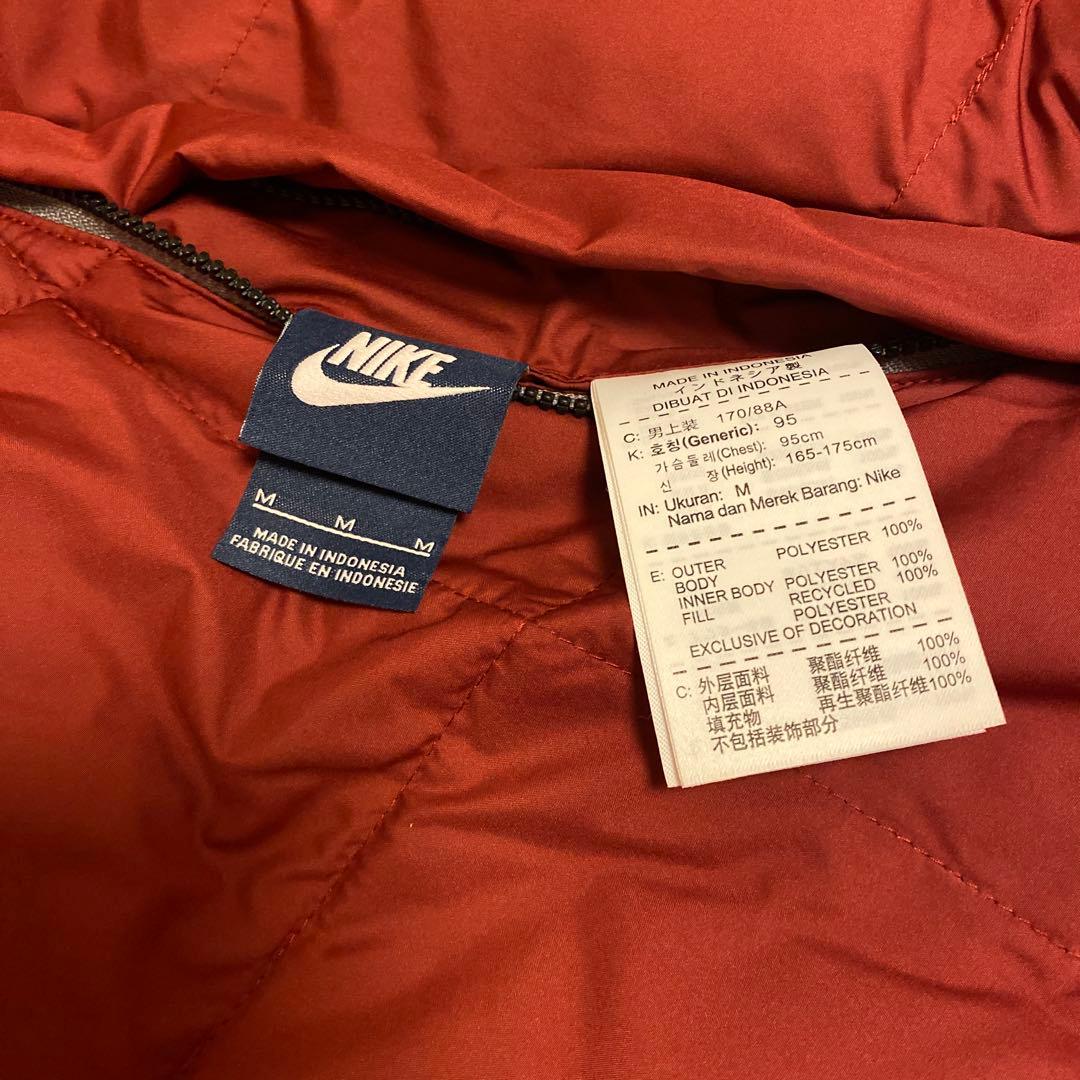 NIKE
M
M
M
MADE IN INDONESIA
FABRIQUE EN INDONESIE
MADE IN INDONESIA
インドネシア製
DIBUAT DI INDONESIA
C: 男上装 170/88A
K: 호칭(Generic): 95
가슴둘레(Chest): 95cm
신 장(Height): 165-175cm
IN: Ukuran: M
Nama dan Merek Barang: Nike
E: OUTER POLYESTER 100%
BODY
INNER BODY POLYESTER 100%
FILL RECYCLED 100%
POLYESTER
EXCLUSIVE OF DECORATION
C: 外层面料 聚酯纤维 100%
内层面料 聚酯纤维 100%
填充物 再生聚酯纤维100%
不包括装饰部分